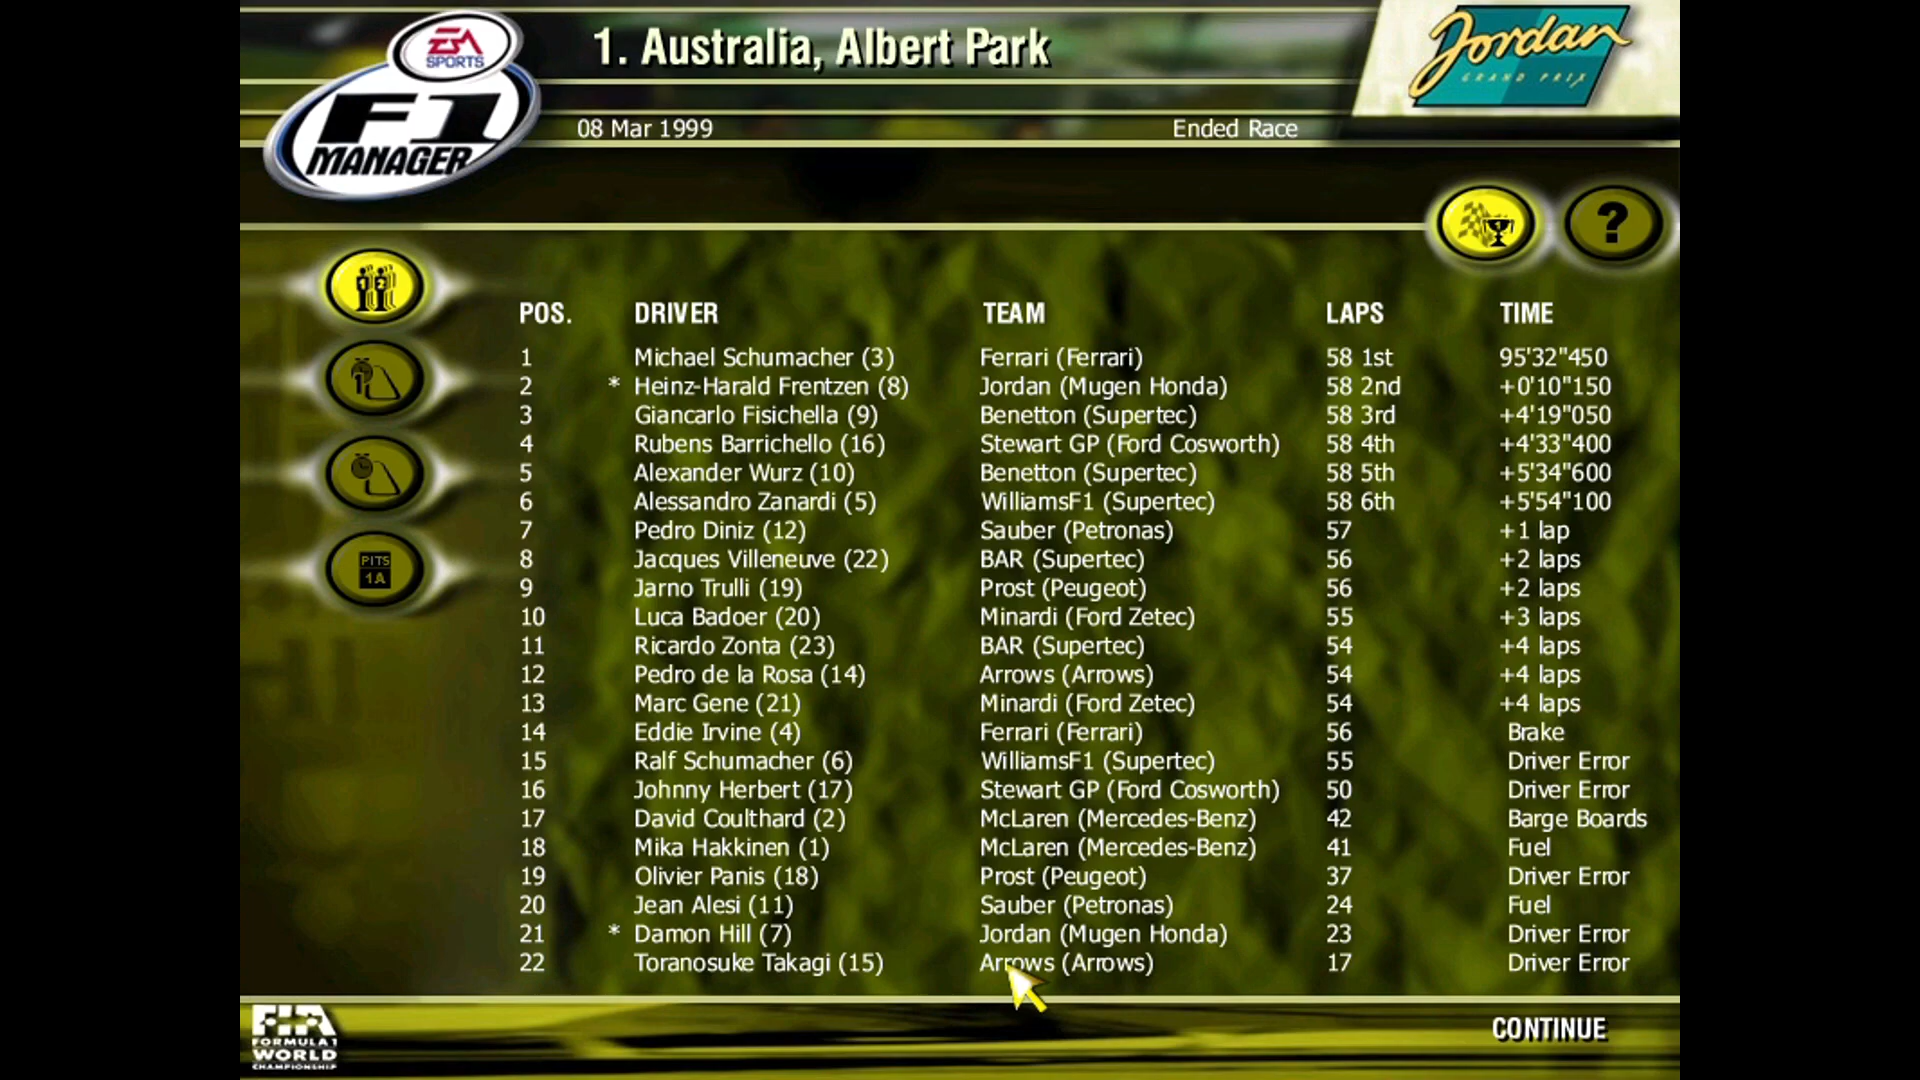 EA SPORTS
F1 MANAGER
1. Australia, Albert Park
Jordan
GRAND PRIX
08 Mar 1999 Ended Race
?
POS. DRIVER TEAM LAPS TIME
1 Michael Schumacher (3) Ferrari (Ferrari) 58 1st 95'32"450
2 * Heinz-Harald Frentzen (8) Jordan (Mugen Honda) 58 2nd +0'10"150
3 Giancarlo Fisichella (9) Benetton (Supertec) 58 3rd +4'19"050
4 Rubens Barrichello (16) Stewart GP (Ford Cosworth) 58 4th +4'33"400
5 Alexander Wurz (10) Benetton (Supertec) 58 5th +5'34"600
6 Alessandro Zanardi (5) WilliamsF1 (Supertec) 58 6th +5'54"100
7 Pedro Diniz (12) Sauber (Petronas) 57 +1 lap
8 Jacques Villeneuve (22) BAR (Supertec) 56 +2 laps
9 Jarno Trulli (19) Prost (Peugeot) 56 +2 laps
10 Luca Badoer (20) Minardi (Ford Zetec) 55 +3 laps
11 Ricardo Zonta (23) BAR (Supertec) 54 +4 laps
12 Pedro de la Rosa (14) Arrows (Arrows) 54 +4 laps
13 Marc Gene (21) Minardi (Ford Zetec) 54 +4 laps
14 Eddie Irvine (4) Ferrari (Ferrari) 56 Brake
15 Ralf Schumacher (6) WilliamsF1 (Supertec) 55 Driver Error
16 Johnny Herbert (17) Stewart GP (Ford Cosworth) 50 Driver Error
17 David Coulthard (2) McLaren (Mercedes-Benz) 42 Barge Boards
18 Mika Hakkinen (1) McLaren (Mercedes-Benz) 41 Fuel
19 Olivier Panis (18) Prost (Peugeot) 37 Driver Error
20 Jean Alesi (11) Sauber (Petronas) 24 Fuel
21 * Damon Hill (7) Jordan (Mugen Honda) 23 Driver Error
22 Toranosuke Takagi (15) Arrows (Arrows) 17 Driver Error
1 2
1
PITS
1A
FIA
FORMULA 1
WORLD
CHAMPIONSHIP
CONTINUE